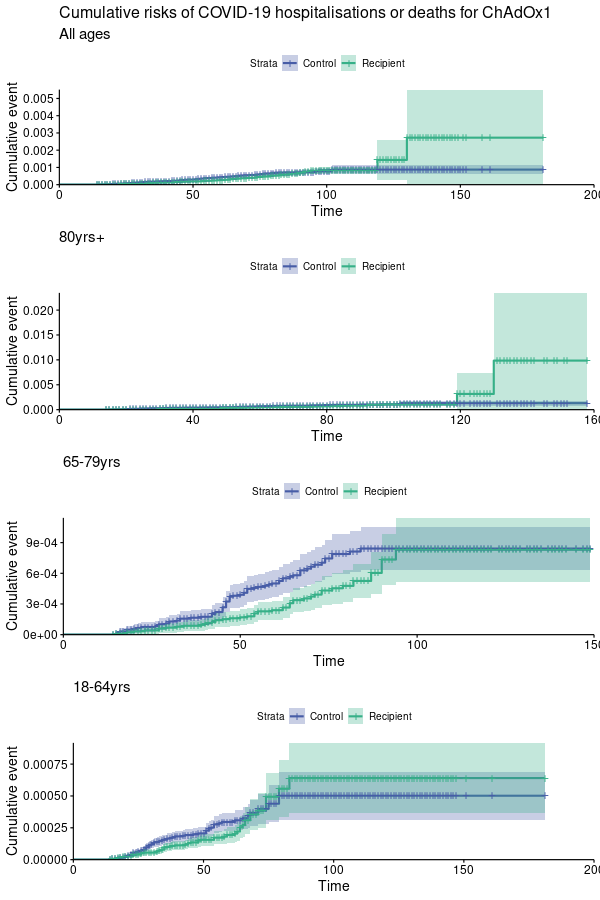 Cumulative risks of COVID-19 hospitalisations or deaths for ChAdOx1
All ages
Strata Control Recipient
Cumulative event
0.005
0.004
0.003
0.002
0.001
0.000
0 50 100 150 200
Time
80yrs+
Strata Control Recipient
Cumulative event
0.020
0.015
0.010
0.005
0.000
0 40 80 120 160
Time
65-79yrs
Strata Control Recipient
Cumulative event
9e-04
6e-04
3e-04
0e+00
0 50 100 150
Time
18-64yrs
Strata Control Recipient
Cumulative event
0.00075
0.00050
0.00025
0.00000
0 50 100 150 200
Time